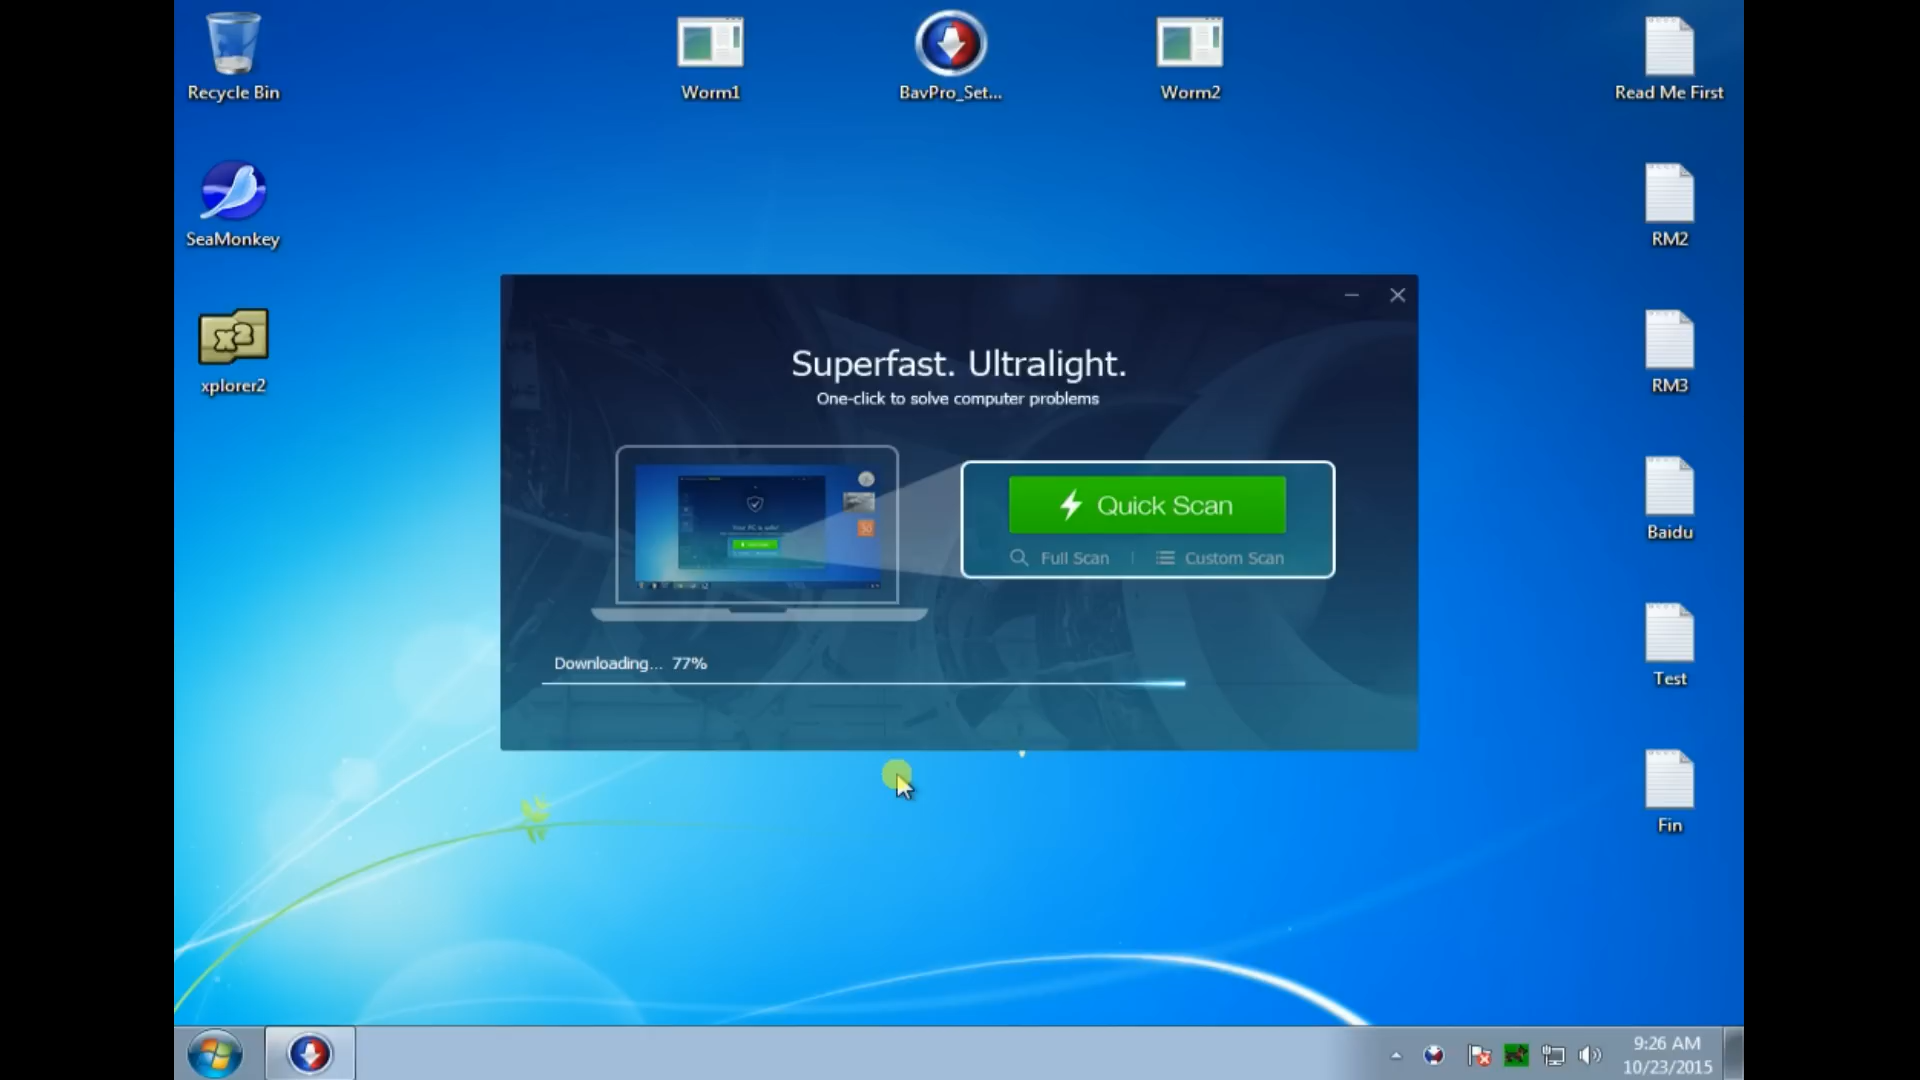 Recycle Bin
Worm1
BavPro_Set...
Worm2
Read Me First
SeaMonkey
RM2
xplorer2
RM3
Superfast. Ultralight.
One-click to solve computer problems
Quick Scan
Full Scan
Custom Scan
Baidu
Downloading... 77%
Test
Fin
9:26 AM
10/23/2015